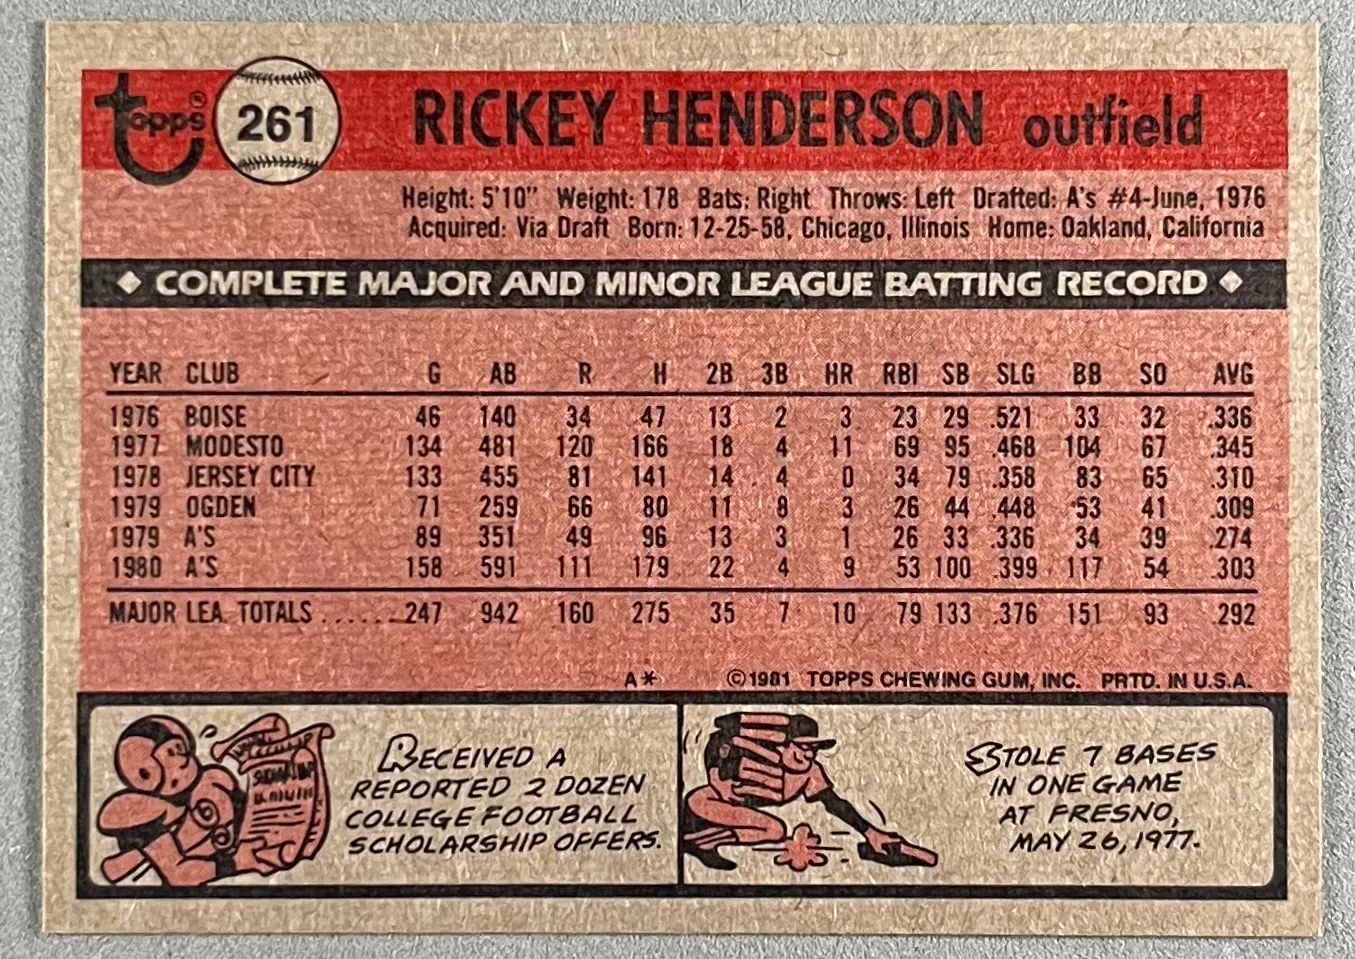 topps® 261 RICKEY HENDERSON outfield
Height: 5'10" Weight: 178 Bats: Right Throws: Left Drafted: A's #4-June, 1976
Acquired: Via Draft Born: 12-25-58, Chicago, Illinois Home: Oakland, California
◆ COMPLETE MAJOR AND MINOR LEAGUE BATTING RECORD ◆
YEAR CLUB G AB R H 2B 3B HR RBI SB SLG BB SO AVG
1976 BOISE 46 140 34 47 13 2 3 23 29 .521 33 32 .336
1977 MODESTO 134 481 120 166 18 4 11 69 95 .468 104 67 .345
1978 JERSEY CITY 133 455 81 141 14 4 0 34 79 .358 83 65 .310
1979 OGDEN 71 259 66 80 11 8 3 26 44 .448 53 41 .309
1979 A'S 89 351 49 96 13 3 1 26 33 .336 34 39 .274
1980 A'S 158 591 111 179 22 4 9 53 100 .399 117 54 .303
MAJOR LEA. TOTALS ...... 247 942 160 275 35 7 10 79 133 .376 151 93 .292
A* ©1981 TOPPS CHEWING GUM, INC. PRTD. IN U.S.A.
RECEIVED A
REPORTED 2 DOZEN
COLLEGE FOOTBALL
SCHOLARSHIP OFFERS.
STOLE 7 BASES
IN ONE GAME
AT FRESNO,
MAY 26, 1977.